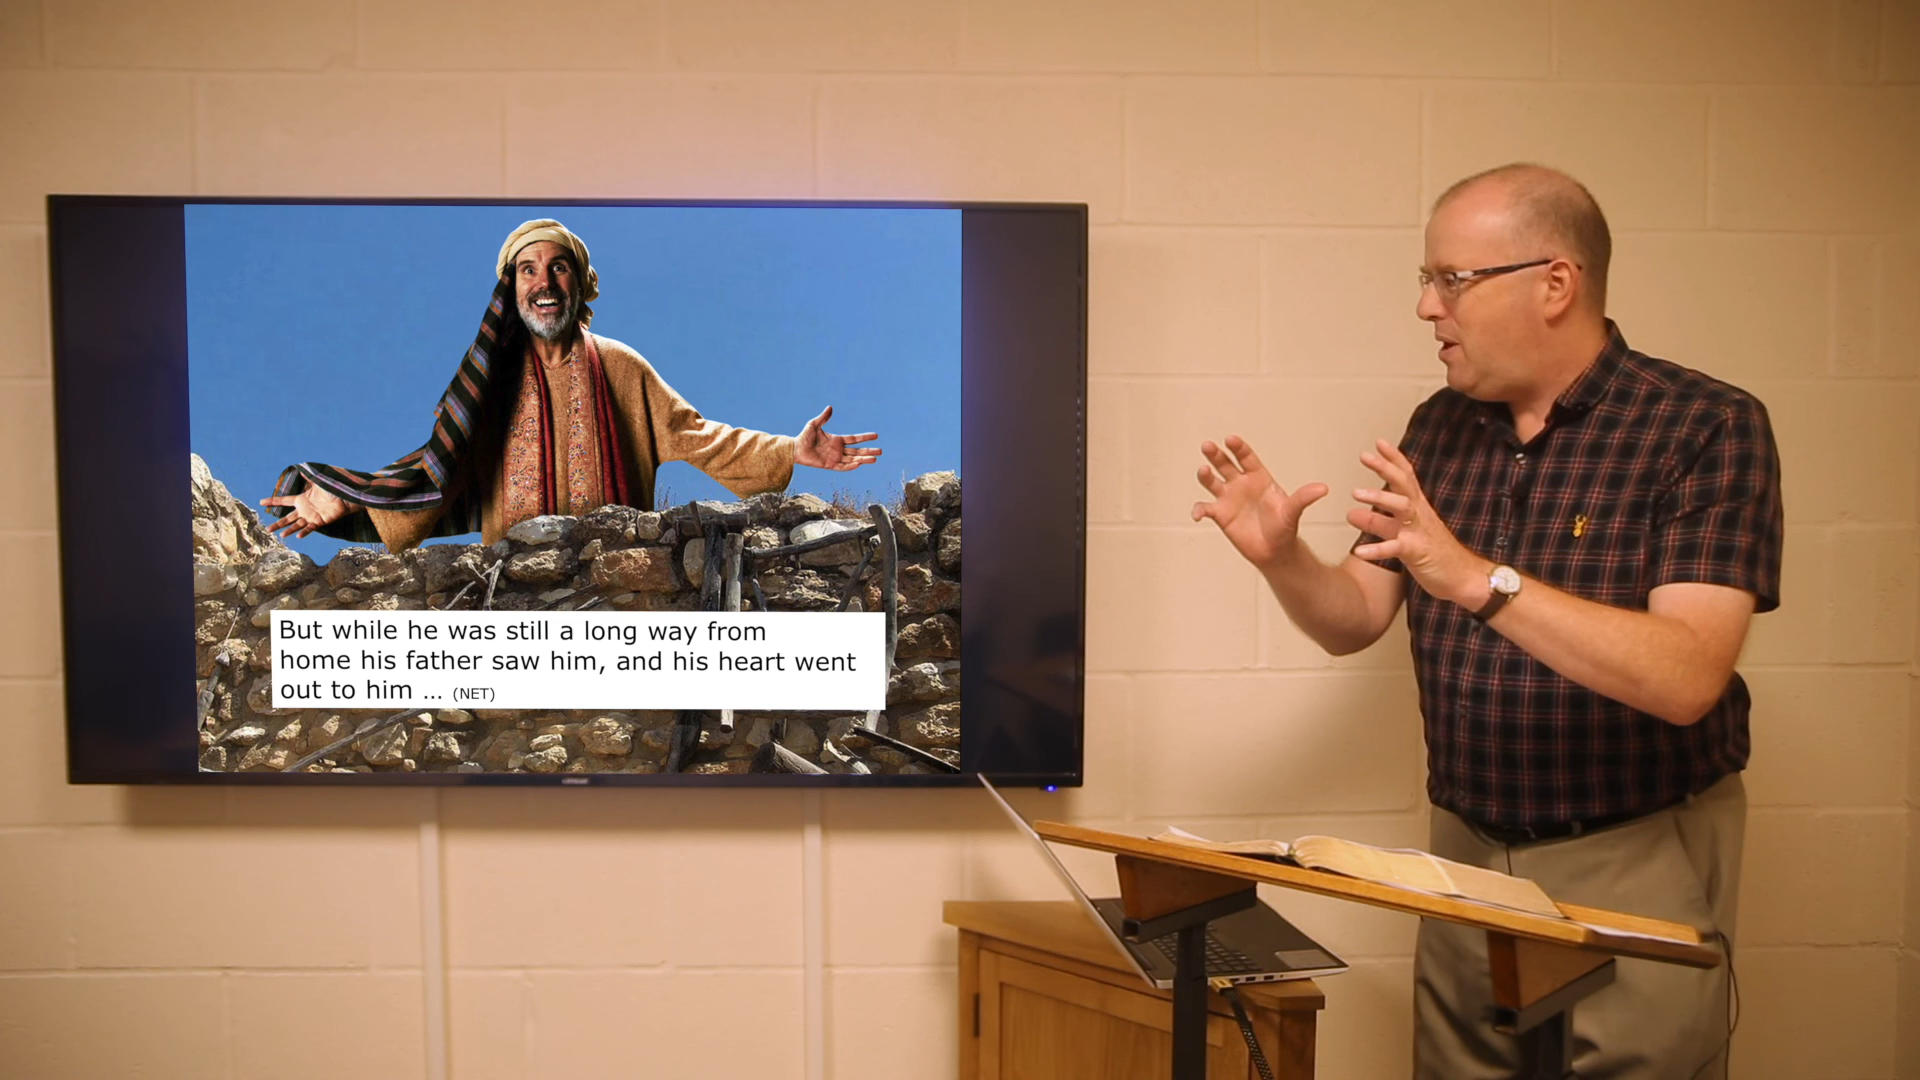 But while he was still a long way from
home his father saw him, and his heart went
out to him ... (NET)